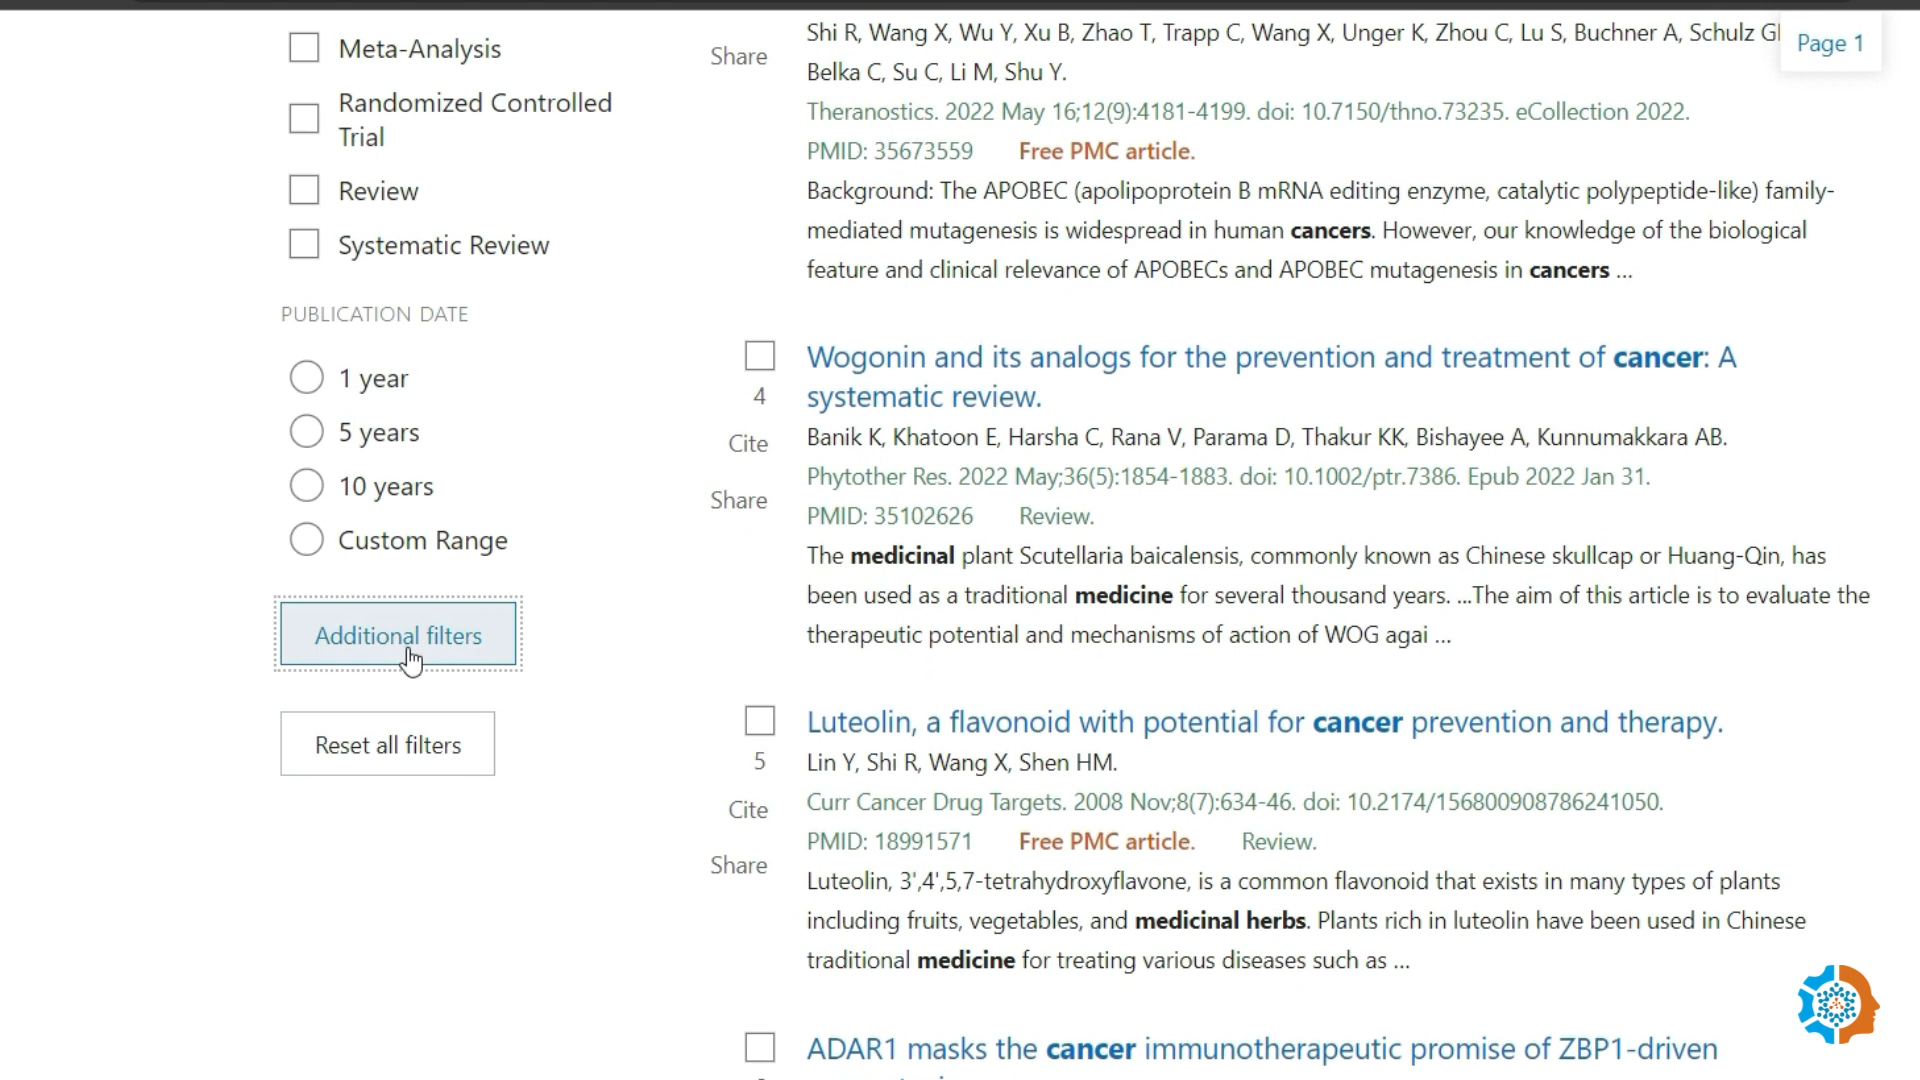 Meta-Analysis
Randomized Controlled
Trial
Review
Systematic Review
PUBLICATION DATE
1 year
5 years
10 years
Custom Range
Additional filters
Reset all filters
Page 1
Share
Shi R, Wang X, Wu Y, Xu B, Zhao T, Trapp C, Wang X, Unger K, Zhou C, Lu S, Buchner A, Schulz
Belka C, Su C, Li M, Shu Y.
Theranostics. 2022 May 16;12(9):4181-4199. doi: 10.7150/thno.73235. eCollection 2022.
PMID: 35673559 Free PMC article.
Background: The APOBEC (apolipoprotein B mRNA editing enzyme, catalytic polypeptide-like) family-
mediated mutagenesis is widespread in human cancers. However, our knowledge of the biological
feature and clinical relevance of APOBECs and APOBEC mutagenesis in cancers ...
4
Cite
Share
Wogonin and its analogs for the prevention and treatment of cancer: A
systematic review.
Banik K, Khatoon E, Harsha C, Rana V, Parama D, Thakur KK, Bishayee A, Kunnumakkara AB.
Phytother Res. 2022 May;36(5):1854-1883. doi: 10.1002/ptr.7386. Epub 2022 Jan 31.
PMID: 35102626 Review.
The medicinal plant Scutellaria baicalensis, commonly known as Chinese skullcap or Huang-Qin, has
been used as a traditional medicine for several thousand years. ...The aim of this article is to evaluate the
therapeutic potential and mechanisms of action of WOG agai ...
5
Cite
Share
Luteolin, a flavonoid with potential for cancer prevention and therapy.
Lin Y, Shi R, Wang X, Shen HM.
Curr Cancer Drug Targets. 2008 Nov;8(7):634-46. doi: 10.2174/156800908786241050.
PMID: 18991571 Free PMC article. Review.
Luteolin, 3',4',5,7-tetrahydroxyflavone, is a common flavonoid that exists in many types of plants
including fruits, vegetables, and medicinal herbs. Plants rich in luteolin have been used in Chinese
traditional medicine for treating various diseases such as ...
ADAR1 masks the cancer immunotherapeutic promise of ZBP1-driven